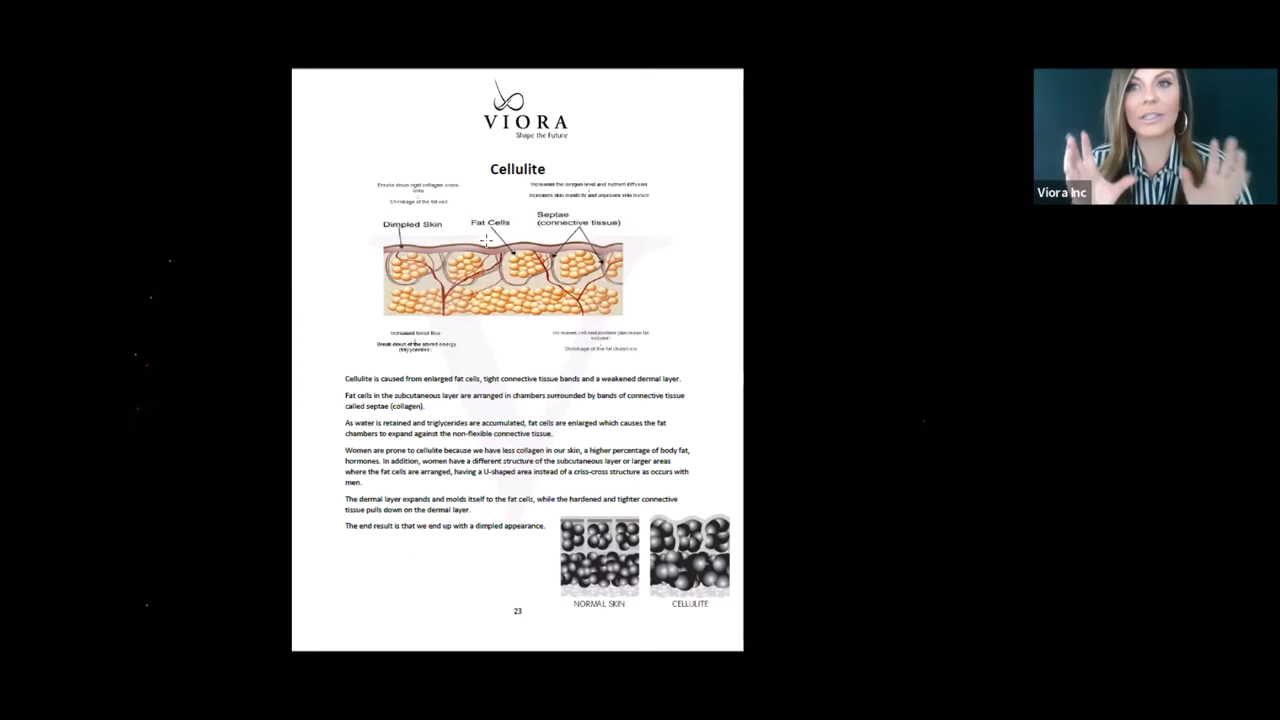 VIORA
Shape the Future
Cellulite
Breaks down rigid collagen cross-
links
Shrinkage of the fat cell
Increases the oxygen level and nutrient diffusion
Increases skin elasticity and improves skin texture
Dimpled Skin
Fat Cells
Septae
(connective tissue)
Increased blood flow
Break down of the stored energy
(triglycerides)
Increases cell metabolism (decrease fat
volume)
Shrinkage of the fat chambers
Cellulite is caused from enlarged fat cells, tight connective tissue bands and a weakened dermal layer.
Fat cells in the subcutaneous layer are arranged in chambers surrounded by bands of connective tissue
called septae (collagen).
As water is retained and triglycerides are accumulated, fat cells are enlarged which causes the fat
chambers to expand against the non-flexible connective tissue.
Women are prone to cellulite because we have less collagen in our skin, a higher percentage of body fat,
hormones. In addition, women have a different structure of the subcutaneous layer or larger areas
where the fat cells are arranged, having a U-shaped area instead of a criss-cross structure as occurs with
men.
The dermal layer expands and molds itself to the fat cells, while the hardened and tighter connective
tissue pulls down on the dermal layer.
The end result is that we end up with a dimpled appearance.
NORMAL SKIN
CELLULITE
23
Viora Inc